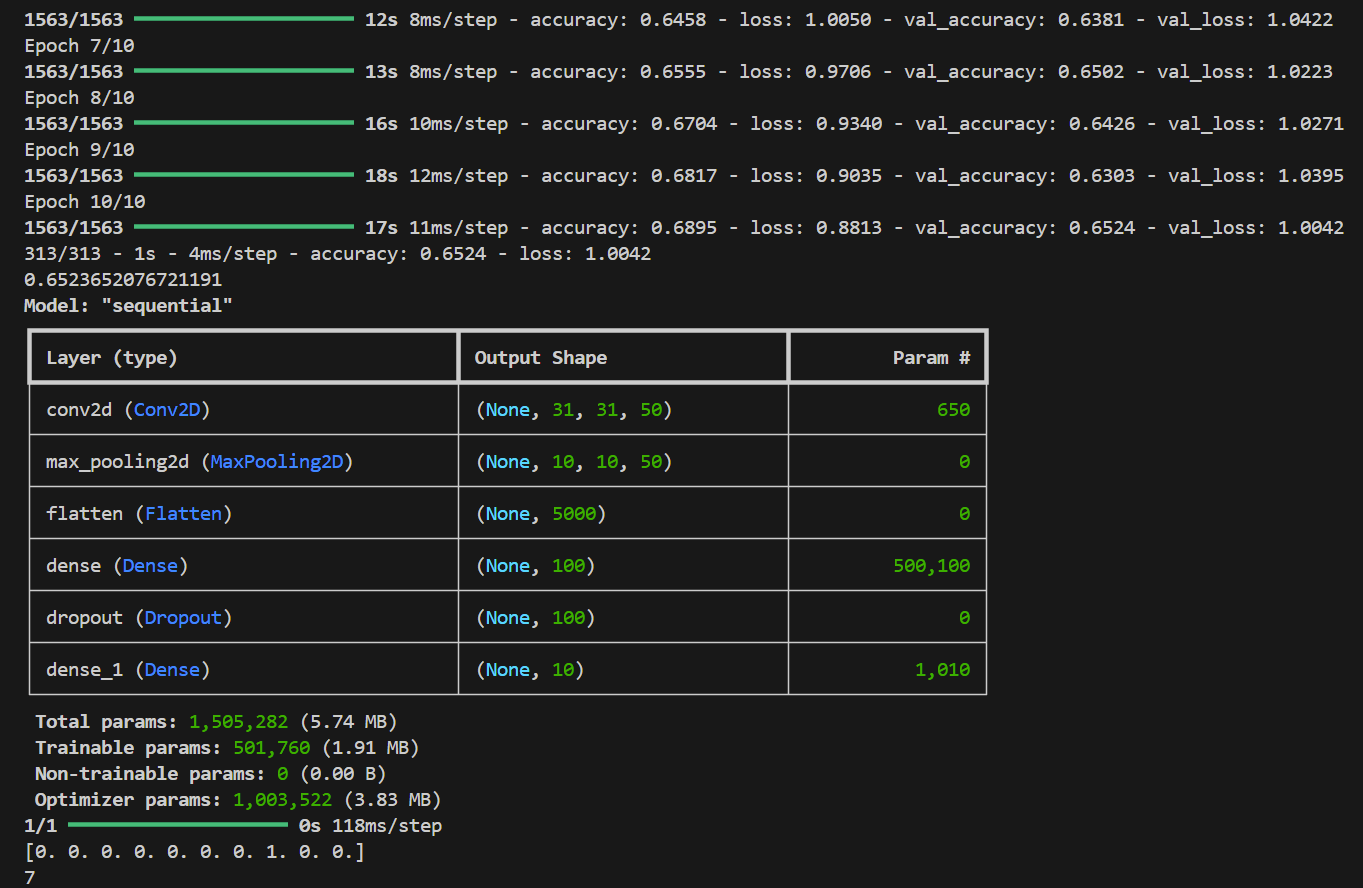 1563/1563 12s 8ms/step - accuracy: 0.6458 - loss: 1.0050 - val_accuracy: 0.6381 - val_loss: 1.0422
Epoch 7/10
1563/1563 13s 8ms/step - accuracy: 0.6555 - loss: 0.9706 - val_accuracy: 0.6502 - val_loss: 1.0223
Epoch 8/10
1563/1563 16s 10ms/step - accuracy: 0.6704 - loss: 0.9340 - val_accuracy: 0.6426 - val_loss: 1.0271
Epoch 9/10
1563/1563 18s 12ms/step - accuracy: 0.6817 - loss: 0.9035 - val_accuracy: 0.6303 - val_loss: 1.0395
Epoch 10/10
1563/1563 17s 11ms/step - accuracy: 0.6895 - loss: 0.8813 - val_accuracy: 0.6524 - val_loss: 1.0042
313/313 - 1s - 4ms/step - accuracy: 0.6524 - loss: 1.0042
0.6523652076721191
Model: "sequential"
Layer (type) Output Shape Param #
conv2d (Conv2D) (None, 31, 31, 50) 650
max_pooling2d (MaxPooling2D) (None, 10, 10, 50) 0
flatten (Flatten) (None, 5000) 0
dense (Dense) (None, 100) 500,100
dropout (Dropout) (None, 100) 0
dense_1 (Dense) (None, 10) 1,010
Total params: 1,505,282 (5.74 MB)
Trainable params: 501,760 (1.91 MB)
Non-trainable params: 0 (0.00 B)
Optimizer params: 1,003,522 (3.83 MB)
1/1 0s 118ms/step
[0. 0. 0. 0. 0. 0. 0. 1. 0. 0.]
7